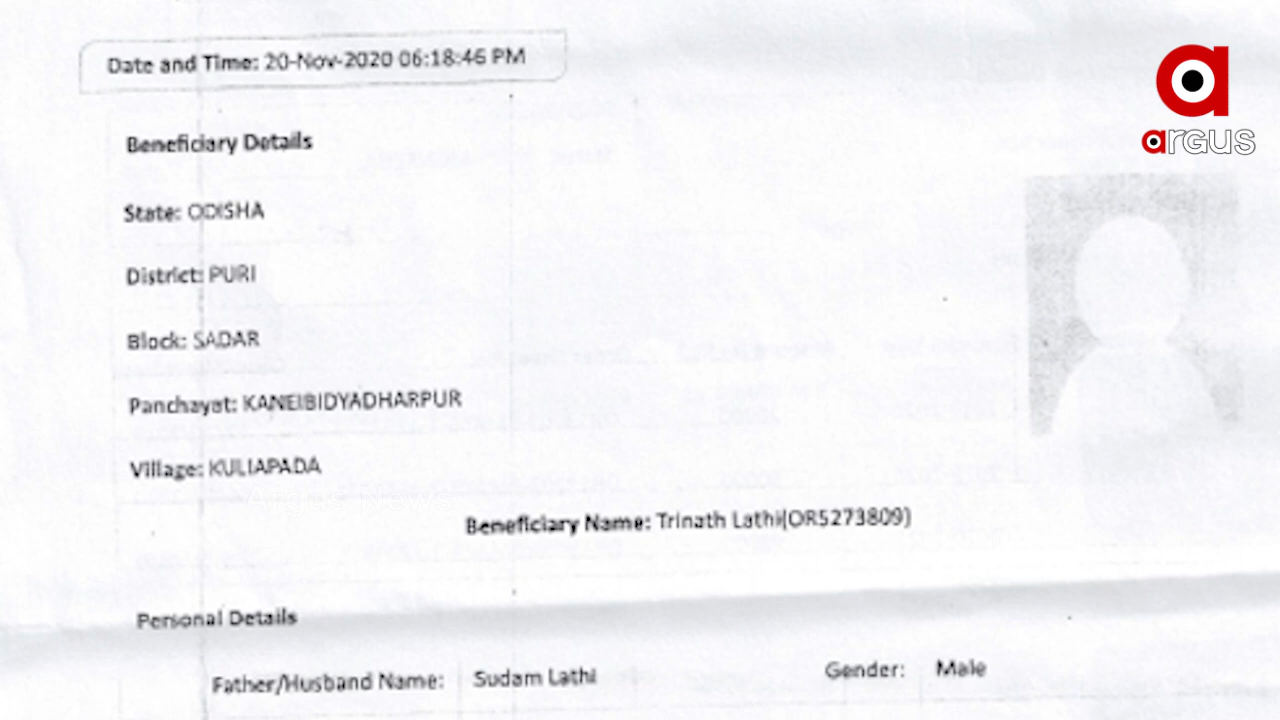 Date and Time: 20-Nov-2020 06:18:46 PM
argus
Beneficiary Details
State: ODISHA
District: PURI
Block: SADAR
Panchayat: KANEIBIDYADHARPUR
Village: KULIAPADA
Beneficiary Name: Trinath Lathi(OR5273809)
Personal Details
Father/Husband Name: Sudam Lathi Gender: Male